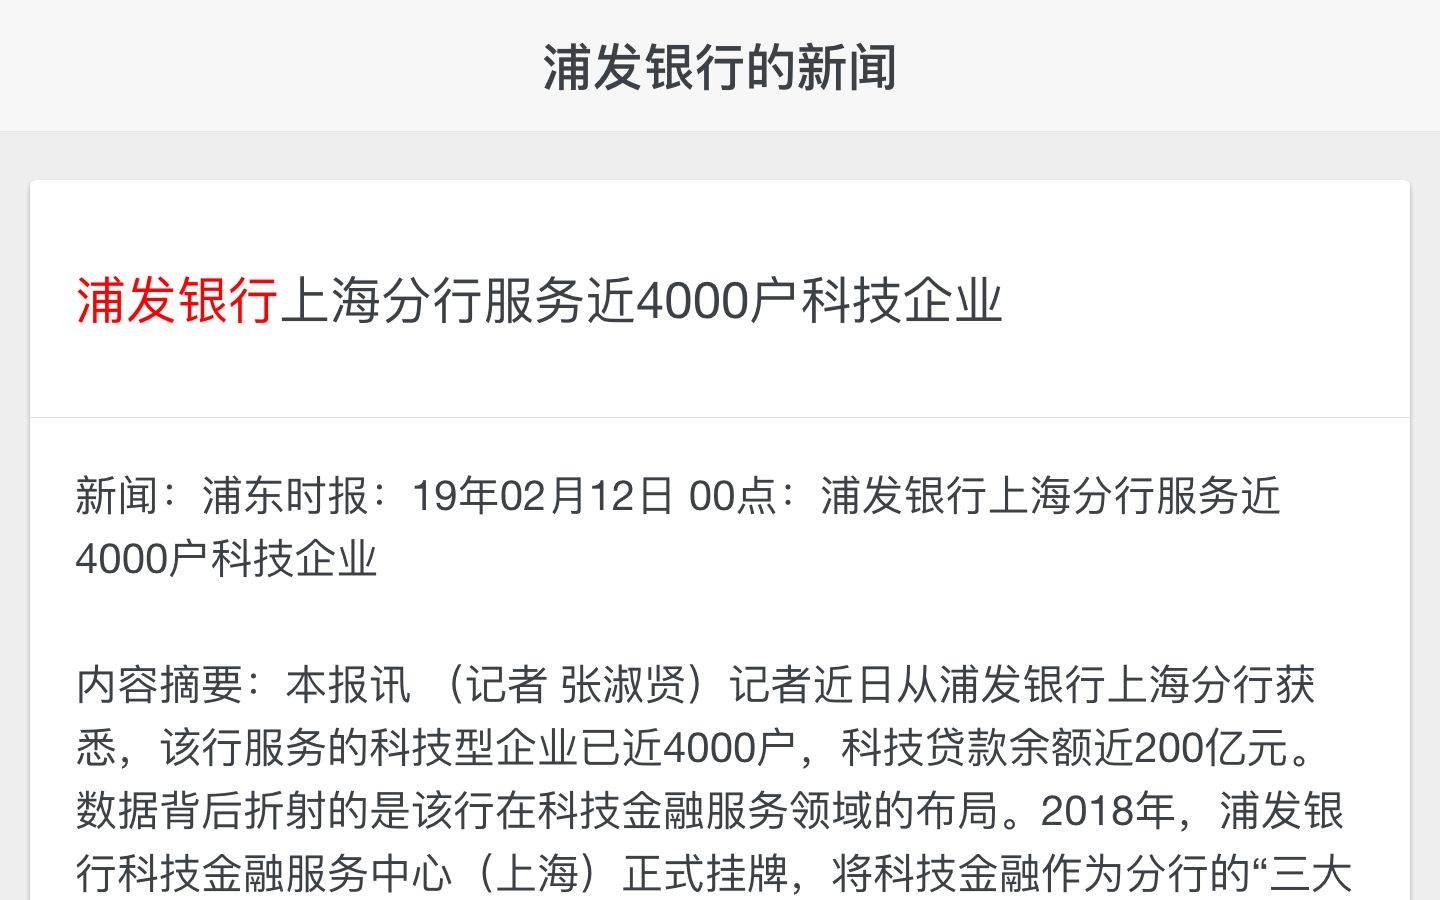 浦发银行的新闻
浦发银行上海分行服务近4000户科技企业
新闻：浦东时报：19年02月12日 00点：浦发银行上海分行服务近
4000户科技企业
内容摘要：本报讯 （记者 张淑贤）记者近日从浦发银行上海分行获
悉，该行服务的科技型企业已近4000户，科技贷款余额近200亿元。
数据背后折射的是该行在科技金融服务领域的布局。2018年，浦发银
行科技金融服务中心（上海）正式挂牌，将科技金融作为分行的“三大